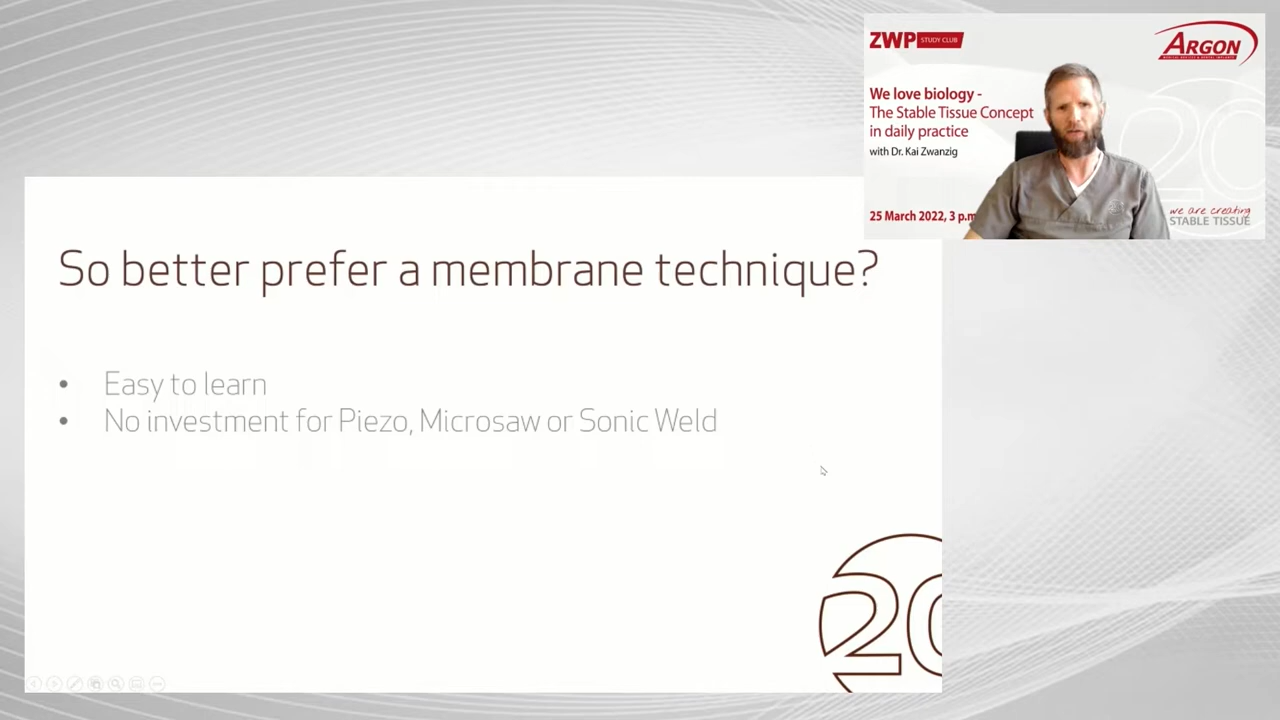 ZWP STUDY CLUB
ARGON
We love biology -
The Stable Tissue Concept
in daily practice
with Dr. Kai Zwanzig
25 March 2022, 3 p.m
we are creating
STABLE TISSUE
20
So better prefer a membrane technique?
• Easy to learn
• No investment for Piezo, Microsaw or Sonic Weld
20